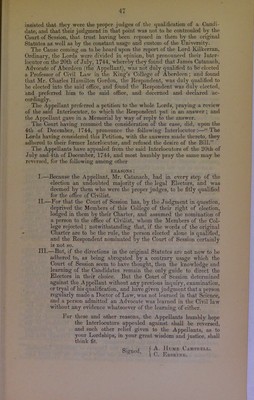 47
insisted that they were the proper judges of the qualification of a Candi-
date, and that their judgment in that point was not to be controuled by the
Court of Session, that trust having been reposed in them by the original
Statutes as well as by the constant usage and custom of the University.
The Cause coming on to be heard upon the report of the Lord Kilkerran,
Ordinary, the Lords were divided in opinion, but pronounced their Inter-
locutor on the 20th of July, 1744, whereby they found that James Catanach,
Advocate of Aberdeen (the Appellant), was not duly qualified to be elected
a Professor of Civil Law in the King's College of Aberdeen; and found
that Mr. Charles Hamilton Gordon, the Respondent, was duly qualified to
be elected into the said office, and found the Respondent was duly elected,
and preferred him to the said office, and decerned and declared ac-
cordingly.
The Appellant preferred a petition to the whole Lords, praying a review
of the said Interlocutor, to which the Respondent put in an answer; and
the Appellant gave in a Memorial by way of reply to the answer.
The Court having resumed the consideration of the case, did, upon the
4th of December, 1744, pronounce the following Interlocutor:—"The
Lords having considered this Petition, with the answers made thereto, they
adhered to their former Interlocutor, and refused the desire of the Bill."
The Appellants have appealed from the said Interlocutors of the 20th of
July and 4th of December, 1744, and most humbly pray the same may be
reversed, for the following among other
REASONS:
I.—Because the Appellant, Mr. Catanach, had in every step of the
election an undoubted majority of the legal Electors, and was
deemed by them who were the proper judges, to be fitly qualified
for the office of Civilist.
II.—For that the Court of Session has, by the Judgment in question,
deprived the Members of this College of their right of election,
lodged in them by their Charter, and assumed the nomination of
a person to the office of Civilist, whom the Members of the Col-
lege rejected; notwithstanding that, if the words of the original
Charter are to be the rule, the person elected alone is qualified,
and the Respondent nominated by the Court of Session certainly
is not so.
III.—But, if the directions in the original Charter are not now to be
adhered to, as being abrogated by a contrary usage which the
Court of Session seem to have thought, then the knowledge and
learning of the Candidates remain the only guide to direct the
Electors in their choice. But the Court of Session determined
against the Appellant without any previous inquiry, examination,
or tryal of his qualification, and have given judgment that a person
regularly made a Doctor of Law, was not learned in that Science,
and a person admitted an Advocate was learned in the Civil law
without any evidence whatsoever of the learning of either.
For these and other reasons, the Appellants humbly hope
the Interlocutors appealed against shall be reversed,
and such other relief given to the Appellants, as to
your Lordships, in your great wisdom and justice, shall
think fit.
Signed, { A. HUME CAMPBELL.
C. ERSKINE.